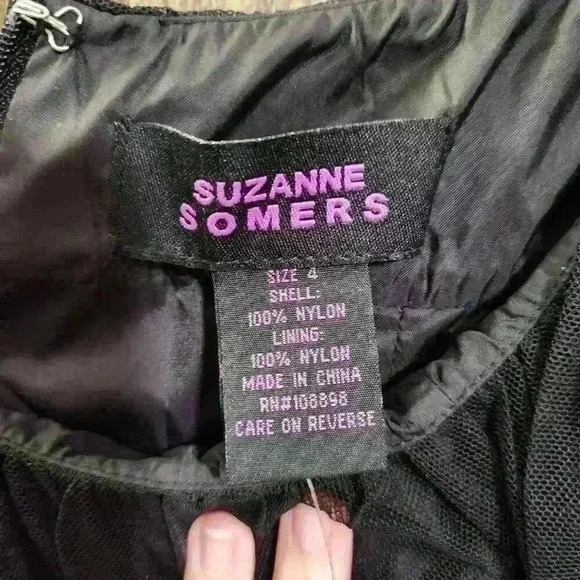 SUZANNE
SOMERS
SIZE 4
SHELL:
100% NYLON
LINING:
100% NYLON
MADE IN CHINA
RN#108898
CARE ON REVERSE